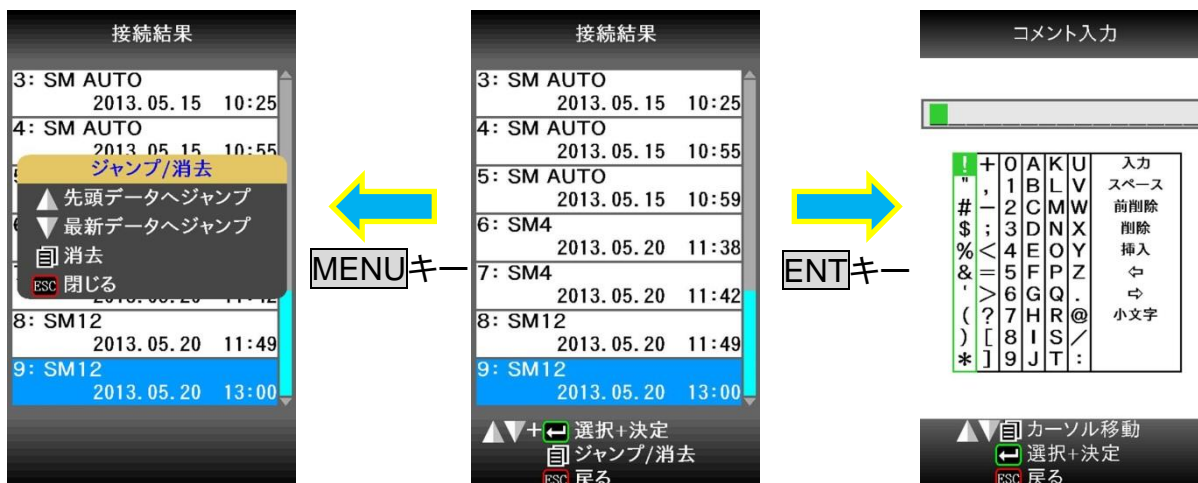 接続結果
3: SM AUTO
2013.05.15 10:25
4: SM AUTO
2013.05.15 10:55
ジャンプ/消去
先頭データへジャンプ
最新データへジャンプ
消去
ESC 閉じる
8: SM12
2013.05.20 11:49
9: SM12
2013.05.20 13:00
MENUキー
接続結果
3: SM AUTO
2013.05.15 10:25
4: SM AUTO
2013.05.15 10:55
5: SM AUTO
2013.05.15 10:59
6: SM4
2013.05.20 11:38
7: SM4
2013.05.20 11:42
8: SM12
2013.05.20 11:49
9: SM12
2013.05.20 13:00
▲▼+ 選択+決定
ジャンプ/消去
ESC 戻る
ENTキー
コメント入力
! + 0 A K U 入力
" , 1 B L V スペース
# − 2 C M W 前削除
$ ; 3 D N X 削除
% < 4 E O Y 挿入
& = 5 F P Z ⇦
' > 6 G Q . ⇨
( ? 7 H R @ 小文字
) [ 8 I S /
* ] 9 J T :
▲▼ カーソル移動
選択+決定
ESC 戻る